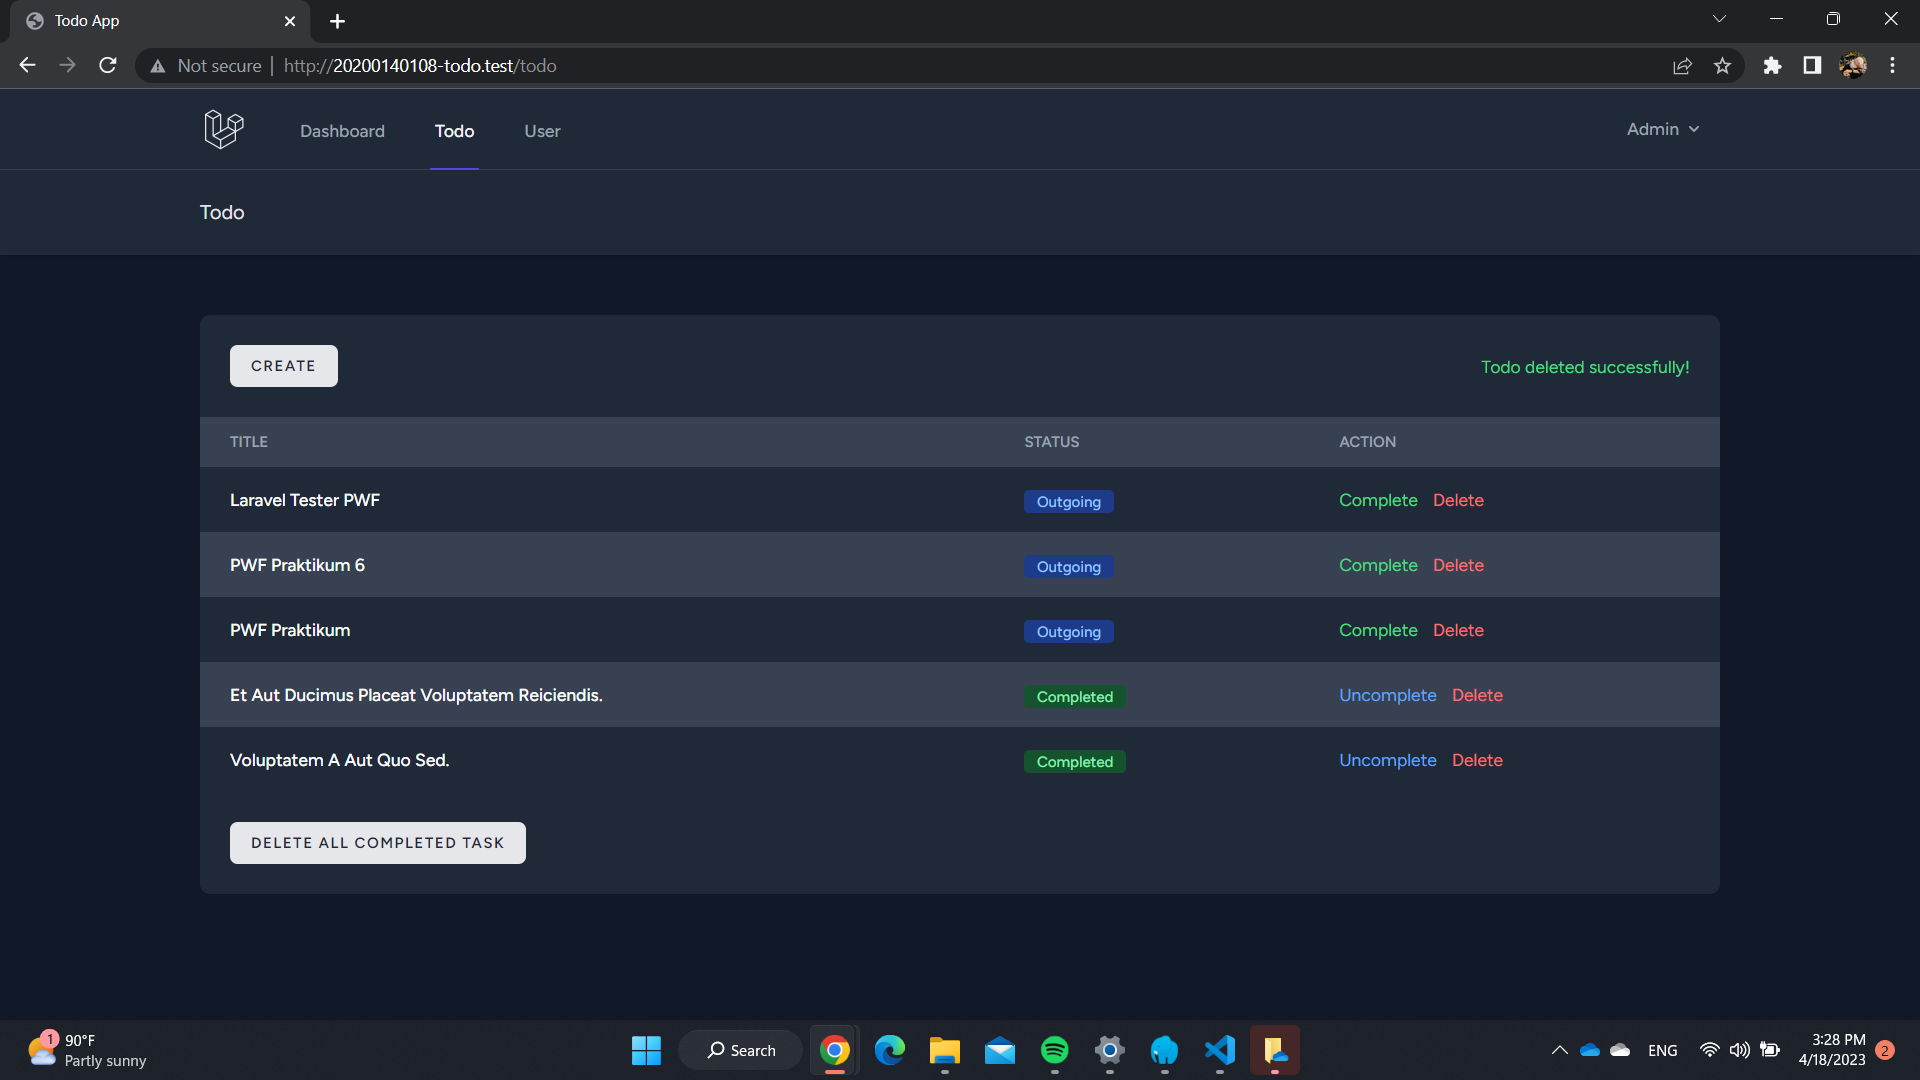 Todo App
Not secure | http://20200140108-todo.test/todo
Dashboard Todo User Admin
Todo
CREATE Todo deleted successfully!
TITLE STATUS ACTION
Laravel Tester PWF Outgoing Complete Delete
PWF Praktikum 6 Outgoing Complete Delete
PWF Praktikum Outgoing Complete Delete
Et Aut Ducimus Placeat Voluptatem Reiciendis. Completed Uncomplete Delete
Voluptatem A Aut Quo Sed. Completed Uncomplete Delete
DELETE ALL COMPLETED TASK
1 90°F
Partly sunny
Search
ENG
3:28 PM
4/18/2023
2